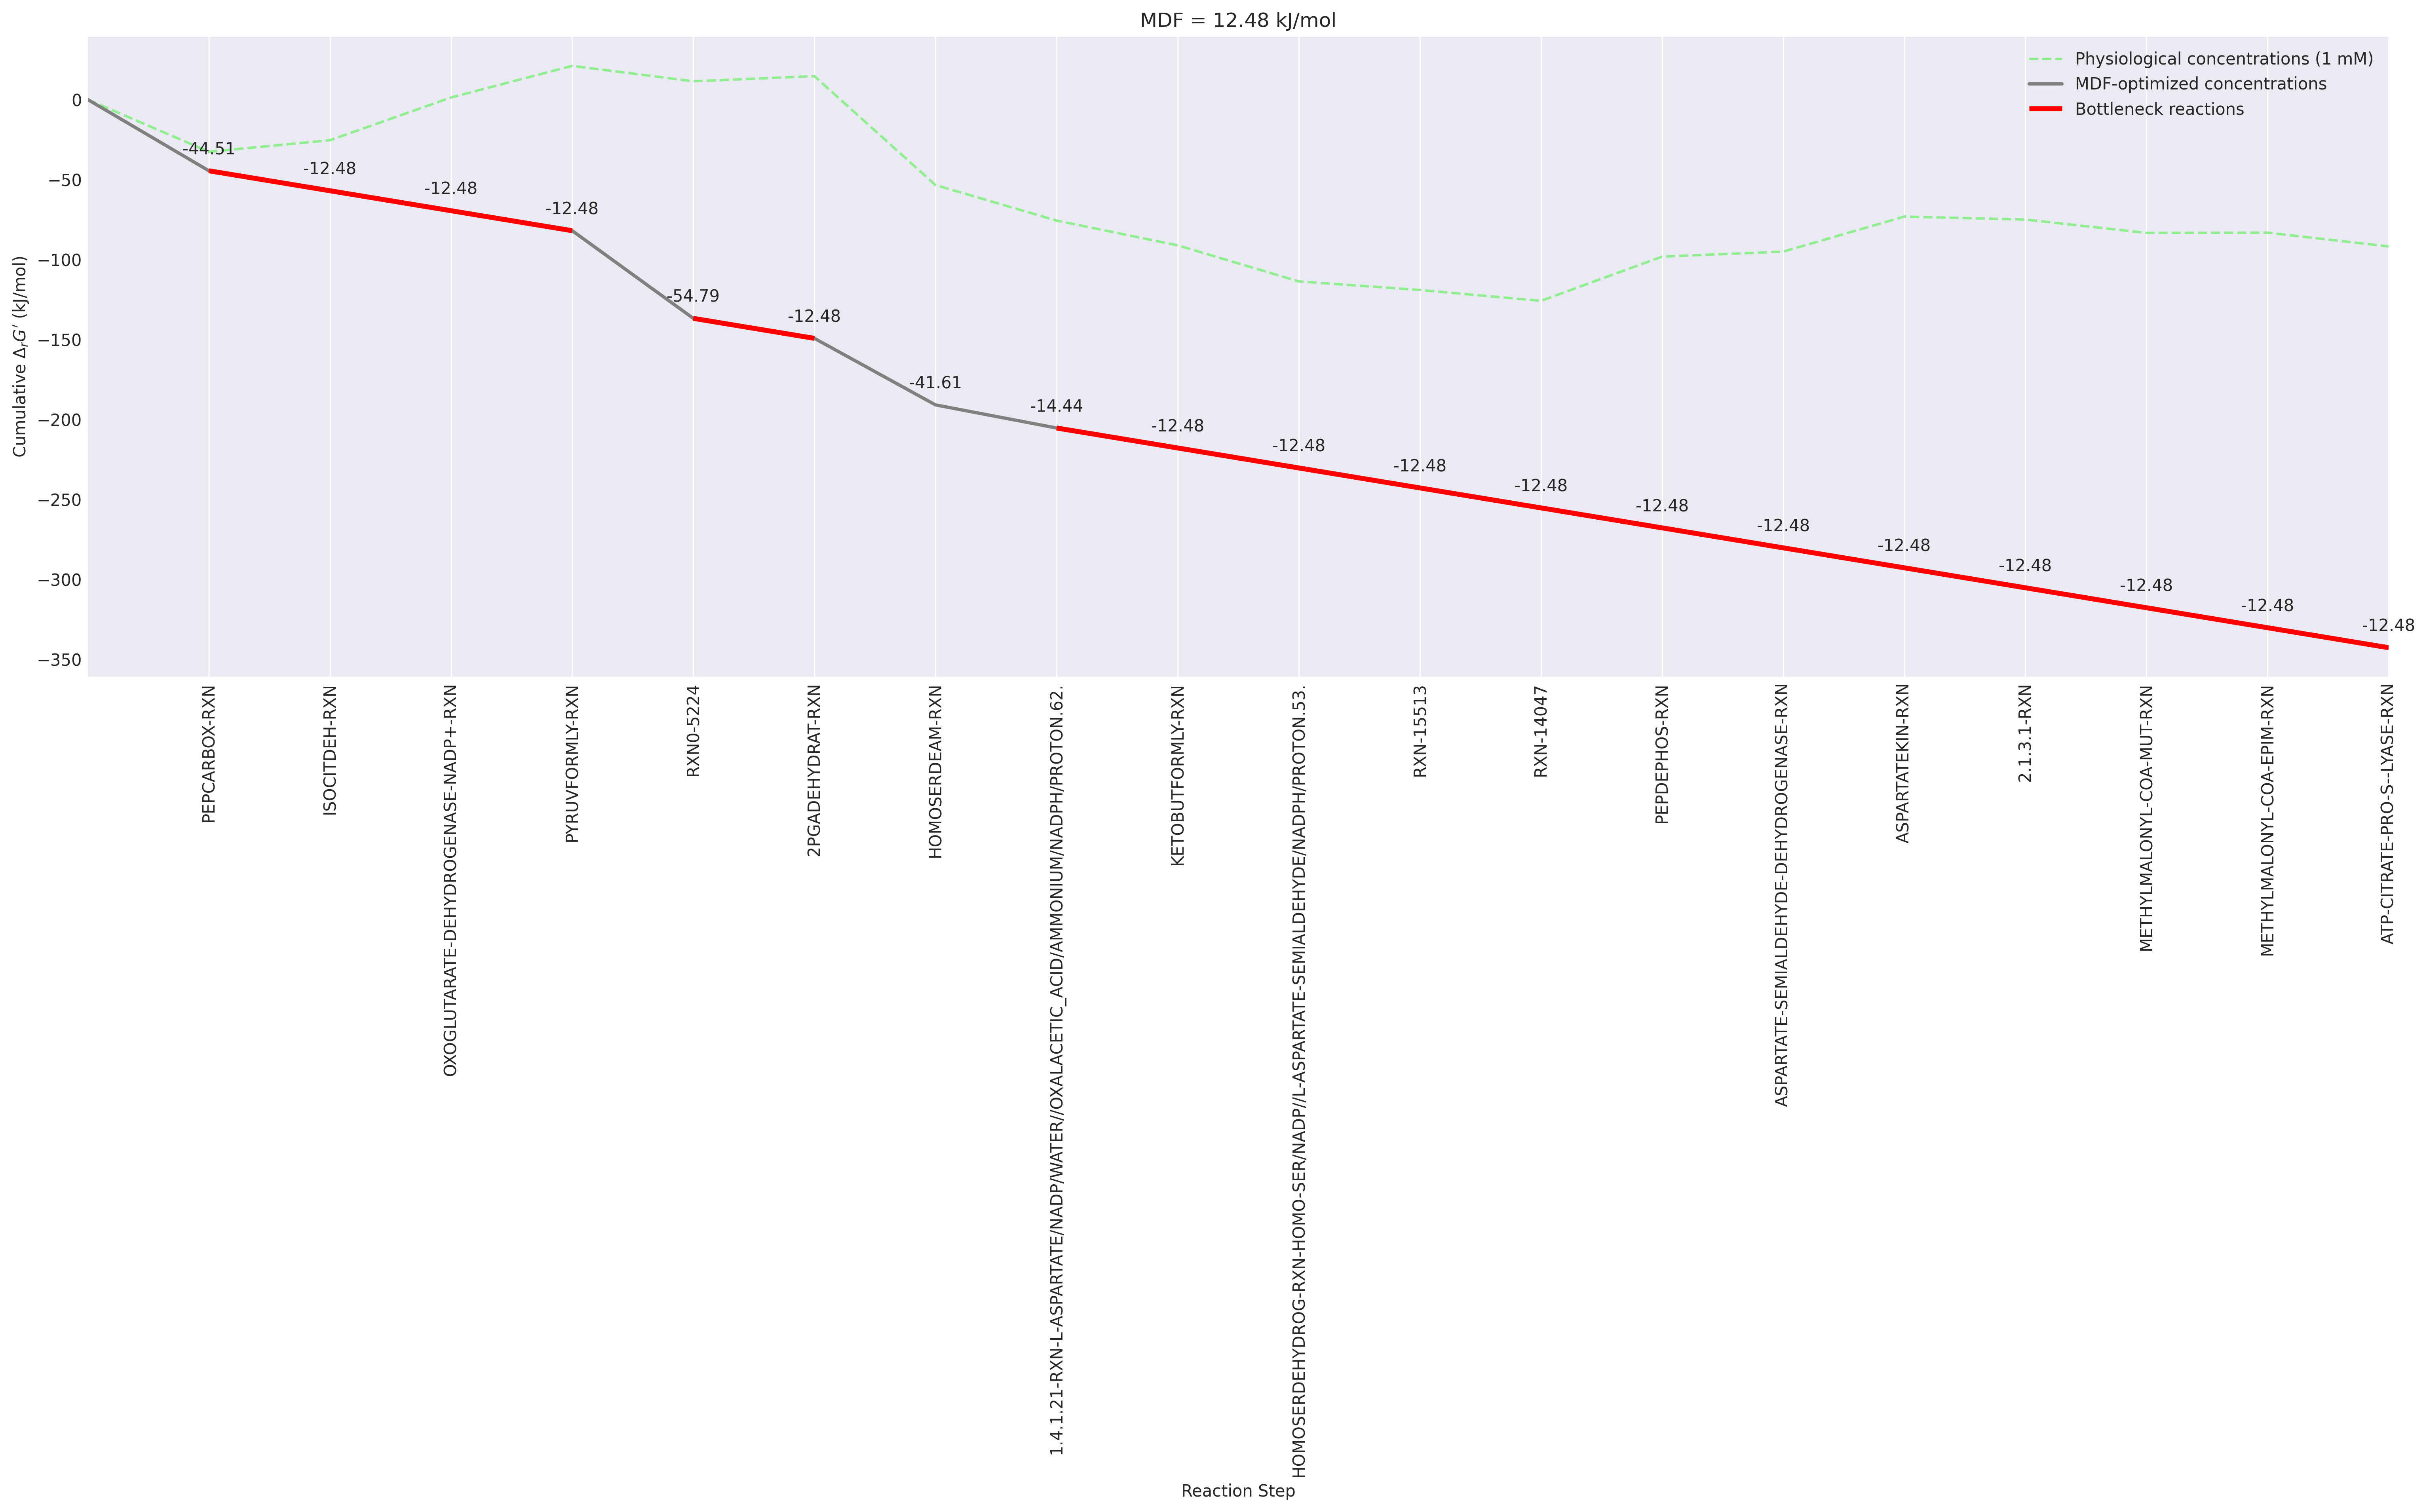 MDF = 12.48 kJ/mol
Physiological concentrations (1 mM)
MDF-optimized concentrations
Bottleneck reactions
Cumulative ΔrG′ (kJ/mol)
0
−50
−100
−150
−200
−250
−300
−350
-44.51
-12.48
-12.48
-12.48
-54.79
-12.48
-41.61
-14.44
-12.48
-12.48
-12.48
-12.48
-12.48
-12.48
-12.48
-12.48
-12.48
-12.48
-12.48
PEPCARBOX-RXN
ISOCITDEH-RXN
OXOGLUTARATE-DEHYDROGENASE-NADP+-RXN
PYRUVFORMLY-RXN
RXN0-5224
2PGADEHYDRAT-RXN
HOMOSERDEAM-RXN
1.4.1.21-RXN-L-ASPARTATE/NADP/WATER//OXALACETIC_ACID/AMMONIUM/NADPH/PROTON.62.
KETOBUTFORMLY-RXN
HOMOSERDEHYDROG-RXN-HOMO-SER/NADP//L-ASPARTATE-SEMIALDEHYDE/NADPH/PROTON.53.
RXN-15513
RXN-14047
PEPDEPHOS-RXN
ASPARTATE-SEMIALDEHYDE-DEHYDROGENASE-RXN
ASPARTATEKIN-RXN
2.1.3.1-RXN
METHYLMALONYL-COA-MUT-RXN
METHYLMALONYL-COA-EPIM-RXN
ATP-CITRATE-PRO-S--LYASE-RXN
Reaction Step